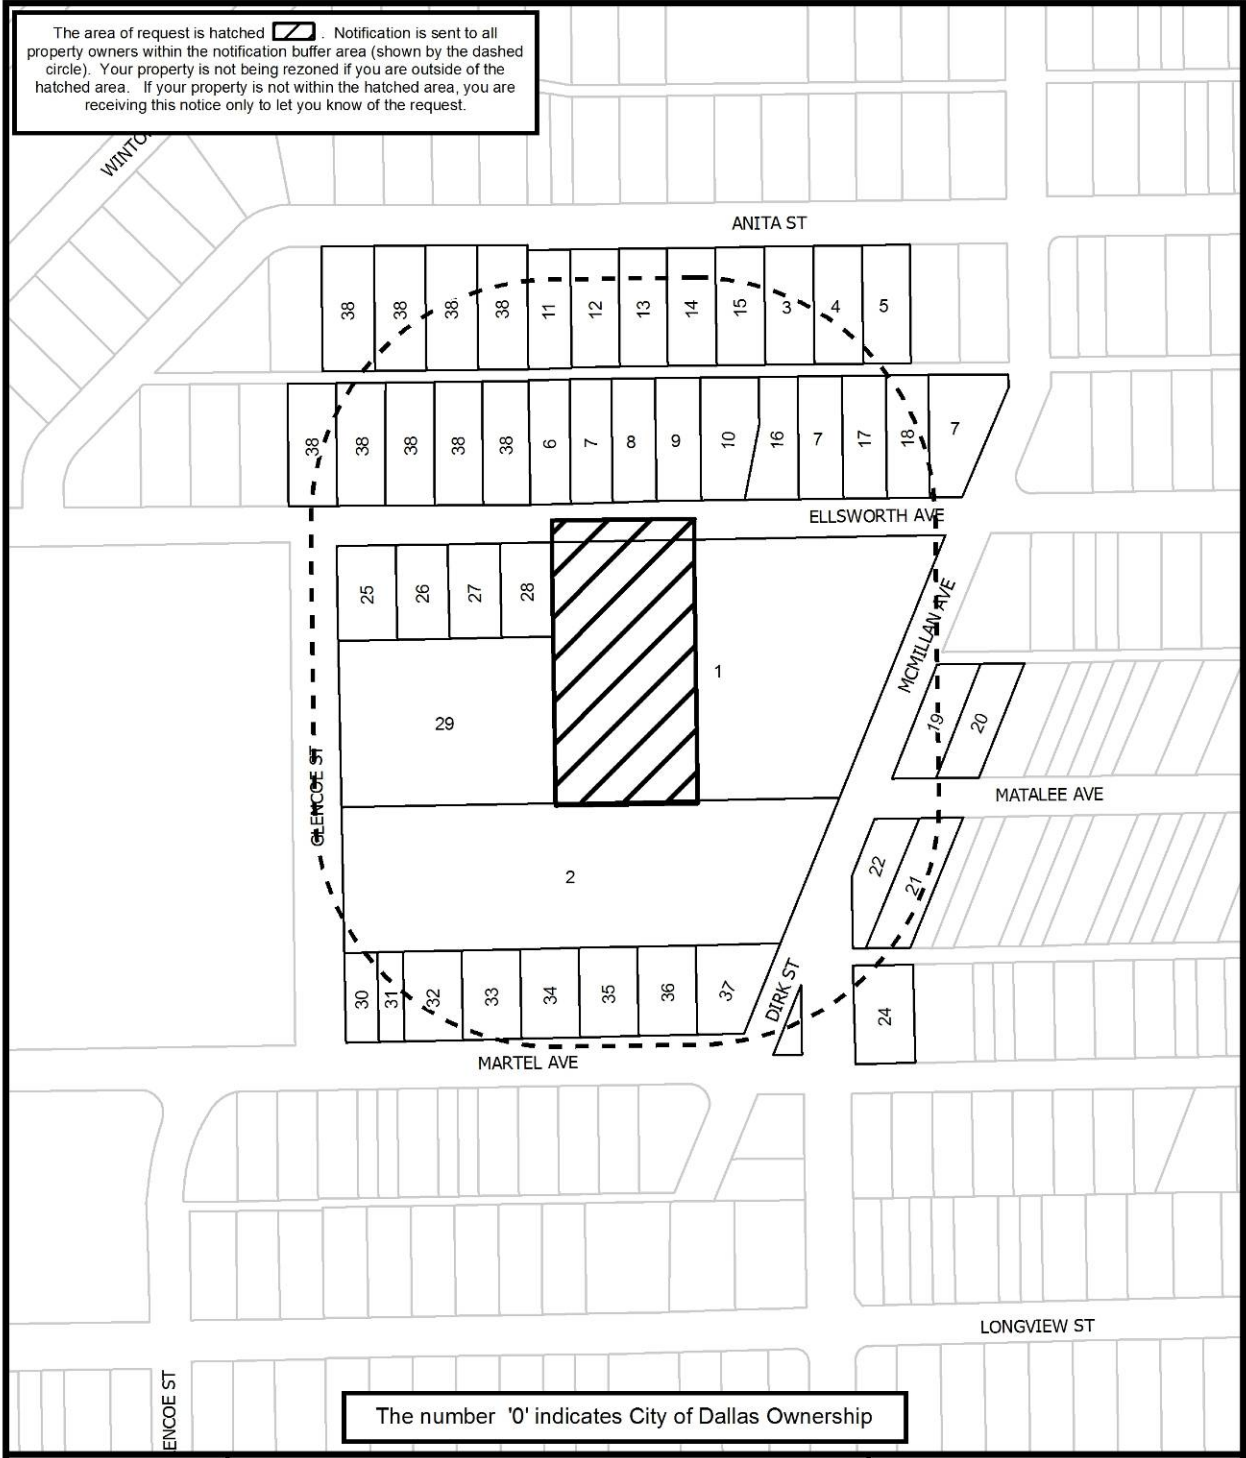 The area of request is hatched . Notification is sent to all
property owners within the notification buffer area (shown by the dashed
circle). Your property is not being rezoned if you are outside of the
hatched area. If your property is not within the hatched area, you are
receiving this notice only to let you know of the request.
ANITA ST
38 38 38 38 11 12 13 14 15 3 4 5
38 38 38 38 38 6 7 8 9 10 16 7 17 18 7
ELLSWORTH AVE
25 26 27 28
MCMILLAN AVE
1
29
19 20
GLENCOE ST
MATALEE AVE
2
22 21
30 31 32 33 34 35 36 37
DIRK ST
24
MARTEL AVE
LONGVIEW ST
ENCOE ST
The number '0' indicates City of Dallas Ownership